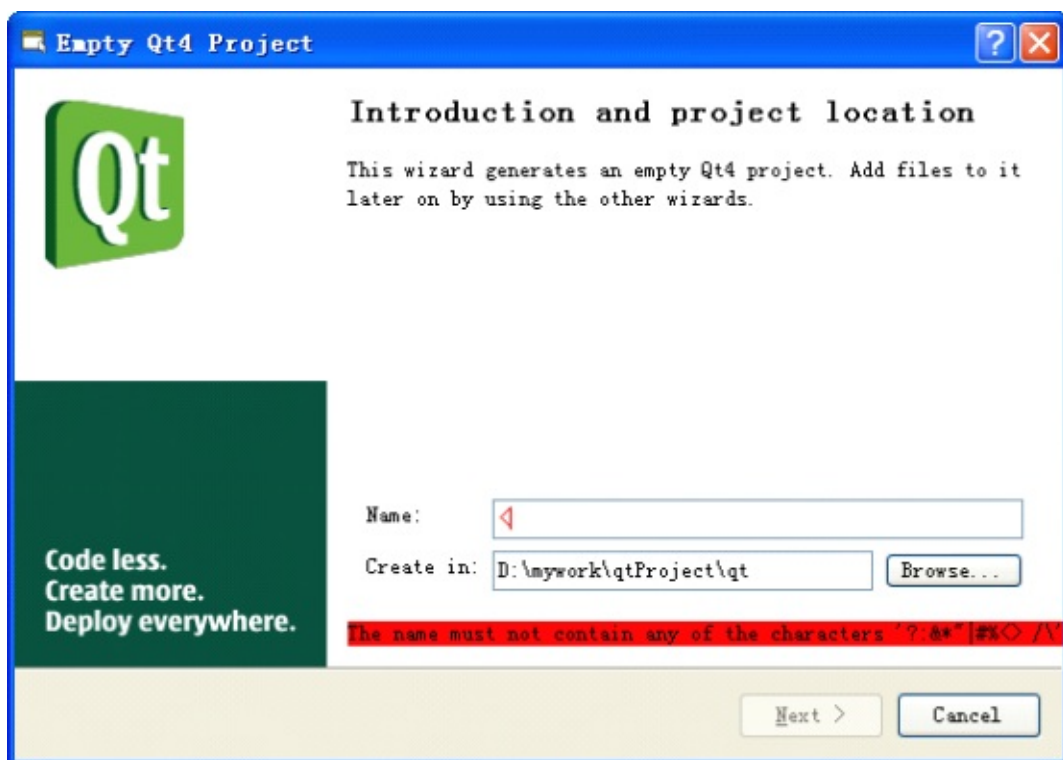 Empty Qt4 Project
Qt
Introduction and project location
This wizard generates an empty Qt4 project. Add files to it
later on by using the other wizards.
Name:
<
Create in: D:\mywork\qtProject\qt Browse...
Code less.
Create more.
Deploy everywhere.
The name must not contain any of the characters '?:&*"|#%<> /\'
Next >
Cancel